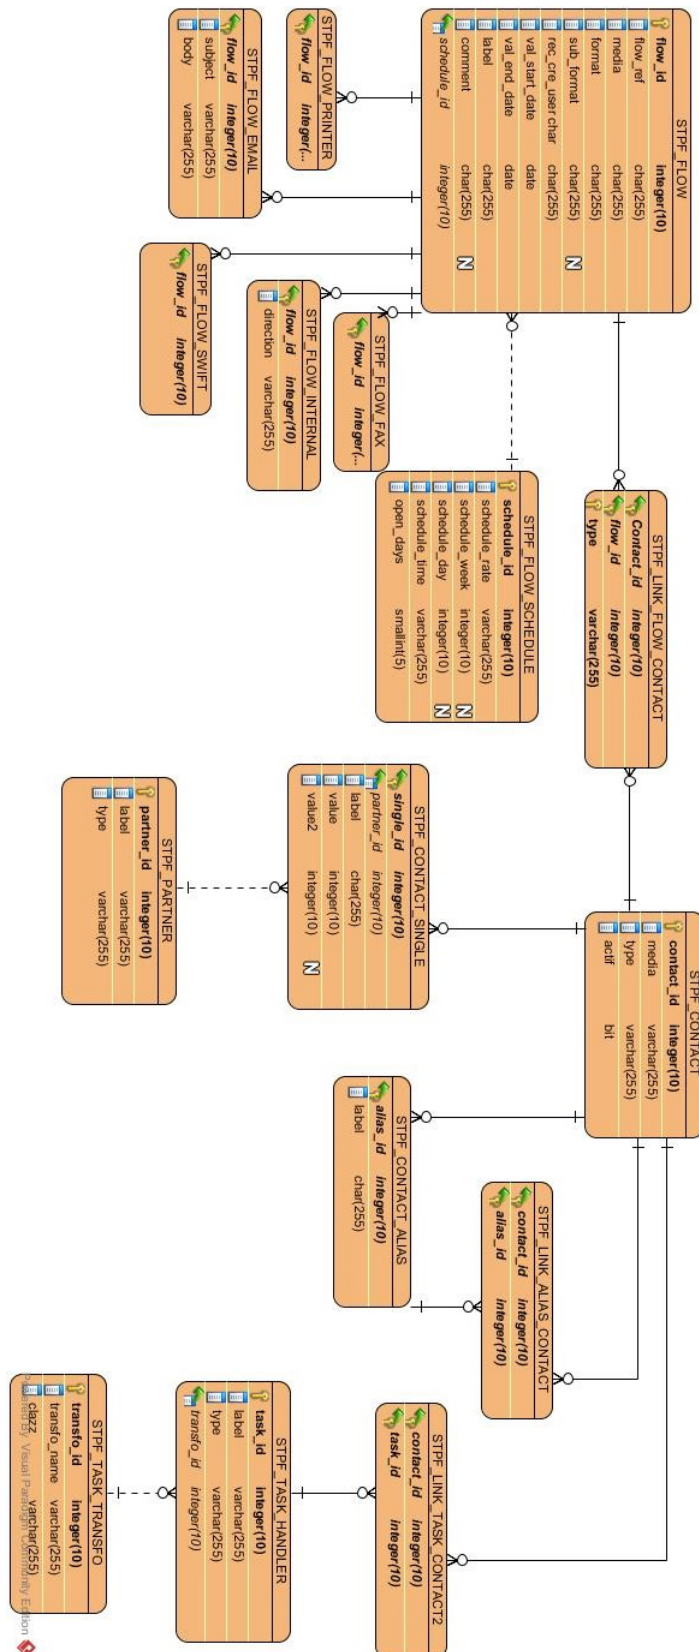 STPF_FLOW
flow_id integer(10)
flow_ref char(255)
media char(255)
format char(255)
sub_format char(255) N
rec_cre_user char char(255)
val_start_date date
val_end_date date
label char(255)
comment char(255) N
schedule_id integer(10)
STPF_FLOW_PRINTER
flow_id integer(...
STPF_FLOW_EMAIL
flow_id integer(10)
subject varchar(255)
body varchar(255)
STPF_FLOW_SWIFT
flow_id integer(10)
STPF_FLOW_INTERNAL
flow_id integer(10)
direction varchar(255)
STPF_FLOW_FAX
flow_id integer(...
STPF_FLOW_SCHEDULE
schedule_id integer(10)
schedule_rate varchar(255)
schedule_week integer(10) N
schedule_day integer(10) N
schedule_time varchar(255)
open_days smallint(5)
STPF_LINK_FLOW_CONTACT
Contact_id integer(10)
flow_id integer(10)
type varchar(255)
STPF_CONTACT
contact_id integer(10)
media varchar(255)
type varchar(255)
actif bit
STPF_CONTACT_SINGLE
single_id integer(10)
partner_id integer(10)
label char(255)
value integer(10)
value2 integer(10) N
STPF_PARTNER
partner_id integer(10)
label varchar(255)
type varchar(255)
STPF_CONTACT_ALIAS
alias_id integer(10)
label char(255)
STPF_LINK_ALIAS_CONTACT
contact_id integer(10)
alias_id integer(10)
STPF_LINK_TASK_CONTACT2
contact_id integer(10)
task_id integer(10)
STPF_TASK_HANDLER
task_id integer(10)
label varchar(255)
type varchar(255)
transfo_id integer(10)
STPF_TASK_TRANSFO
transfo_id integer(10)
transfo_name varchar(255)
clazz varchar(255)
Powered By Visual Paradigm Community Edition